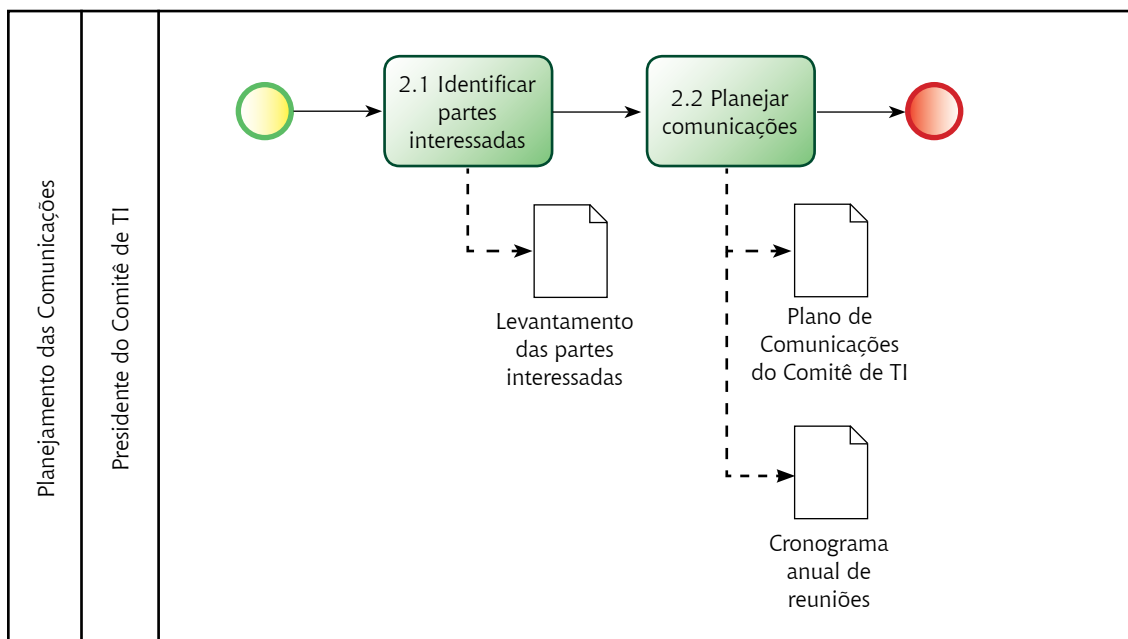 Planejamento das Comunicações
Presidente do Comitê de TI
2.1 Identificar
partes
interessadas
2.2 Planejar
comunicações
Levantamento
das partes
interessadas
Plano de
Comunicações
do Comitê de TI
Cronograma
anual de
reuniões